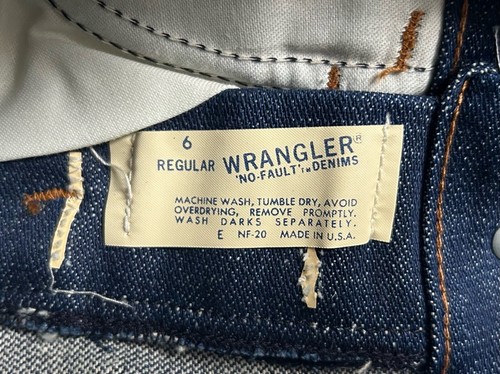 6
REGULAR WRANGLER®
'NO-FAULT'™ DENIMS
MACHINE WASH, TUMBLE DRY, AVOID
OVERDRYING, REMOVE PROMPTLY.
WASH DARKS SEPARATELY.
E NF-20 MADE IN U.S.A.